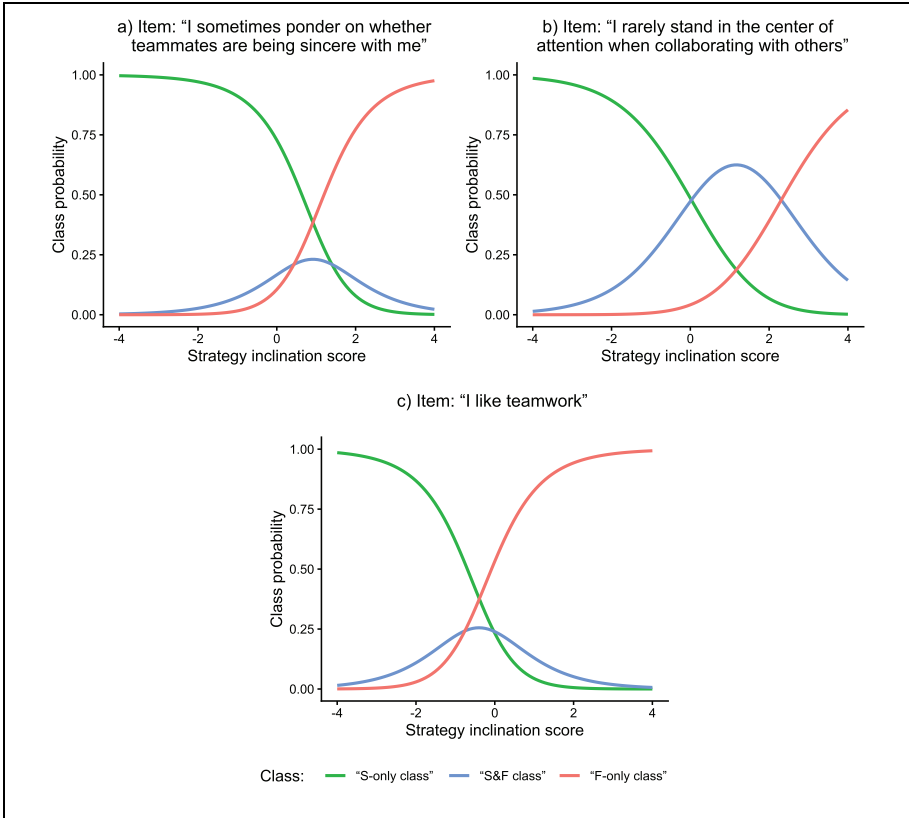 a) Item: “I sometimes ponder on whether
teammates are being sincere with me”
1.00
0.75
0.50
0.25
0.00
Class probability
-4
-2
0
2
4
Strategy inclination score
b) Item: “I rarely stand in the center of
attention when collaborating with others”
1.00
0.75
0.50
0.25
0.00
Class probability
-4
-2
0
2
4
Strategy inclination score
c) Item: “I like teamwork”
1.00
0.75
0.50
0.25
0.00
Class probability
-4
-2
0
2
4
Strategy inclination score
Class: “S-only class” “S&F class” “F-only class”